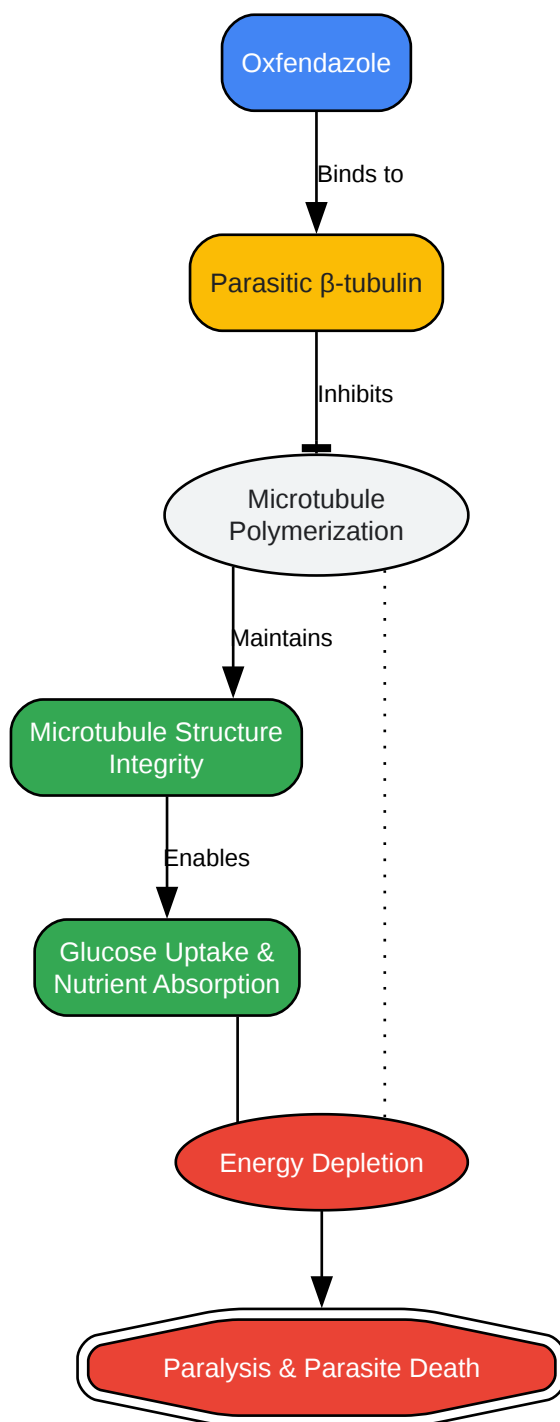 Oxfendazole
Binds to
Parasitic β-tubulin
Inhibits
Microtubule
Polymerization
Maintains
Microtubule Structure
Integrity
Enables
Glucose Uptake &
Nutrient Absorption
Energy Depletion
Paralysis & Parasite Death